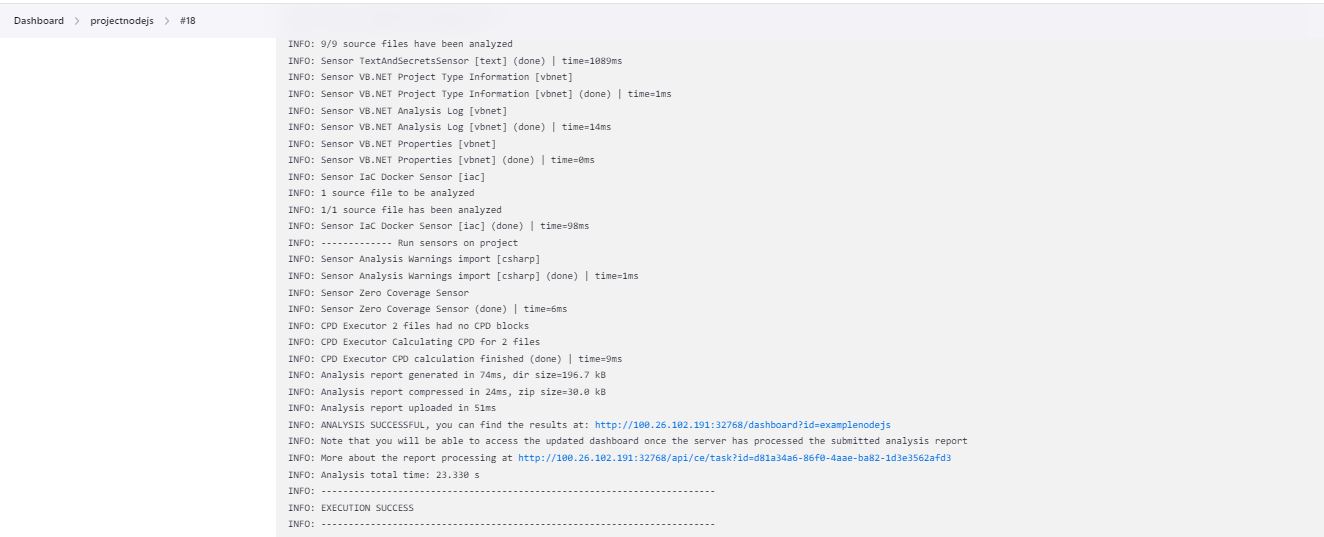 Dashboard > projectnodejs > #18
INFO: 9/9 source files have been analyzed
INFO: Sensor TextAndSecretsSensor [text] (done) | time=1089ms
INFO: Sensor VB.NET Project Type Information [vbnet]
INFO: Sensor VB.NET Project Type Information [vbnet] (done) | time=1ms
INFO: Sensor VB.NET Analysis Log [vbnet]
INFO: Sensor VB.NET Analysis Log [vbnet] (done) | time=14ms
INFO: Sensor VB.NET Properties [vbnet]
INFO: Sensor VB.NET Properties [vbnet] (done) | time=0ms
INFO: Sensor IaC Docker Sensor [iac]
INFO: 1 source file to be analyzed
INFO: 1/1 source file has been analyzed
INFO: Sensor IaC Docker Sensor [iac] (done) | time=98ms
INFO: ------------- Run sensors on project
INFO: Sensor Analysis Warnings import [csharp]
INFO: Sensor Analysis Warnings import [csharp] (done) | time=1ms
INFO: Sensor Zero Coverage Sensor
INFO: Sensor Zero Coverage Sensor (done) | time=6ms
INFO: CPD Executor 2 files had no CPD blocks
INFO: CPD Executor Calculating CPD for 2 files
INFO: CPD Executor CPD calculation finished (done) | time=9ms
INFO: Analysis report generated in 74ms, dir size=196.7 kB
INFO: Analysis report compressed in 24ms, zip size=30.0 kB
INFO: Analysis report uploaded in 51ms
INFO: ANALYSIS SUCCESSFUL, you can find the results at: http://100.26.102.191:32768/dashboard?id=examplenodejs
INFO: Note that you will be able to access the updated dashboard once the server has processed the submitted analysis report
INFO: More about the report processing at http://100.26.102.191:32768/api/ce/task?id=d81a34a6-86f0-4aae-ba82-1d3e3562afd3
INFO: Analysis total time: 23.330 s
INFO: ------------------------------------------------------------------------
INFO: EXECUTION SUCCESS
INFO: ------------------------------------------------------------------------